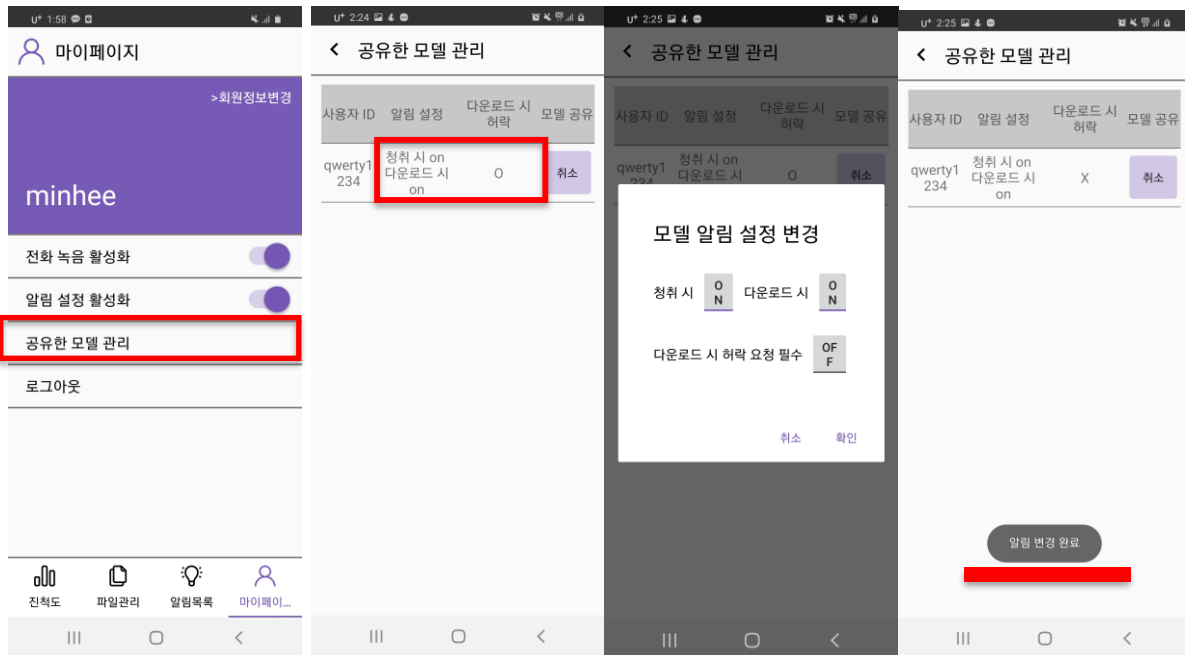 U+ 1:58
마이페이지
>회원정보변경
minhee
전화 녹음 활성화
알림 설정 활성화
공유한 모델 관리
로그아웃
진척도 파일관리 알림목록 마이페이...
U+ 2:24
공유한 모델 관리
사용자 ID 알림 설정 다운로드 시 허락 모델 공유
qwerty1
234
청취 시 on
다운로드 시
on
O
취소
U+ 2:25
공유한 모델 관리
사용자 ID 알림 설정 다운로드 시 허락 모델 공유
qwerty1
234
청취 시 on
다운로드 시
O
취소
모델 알림 설정 변경
청취 시 O
N 다운로드 시 O
N
다운로드 시 허락 요청 필수 OF
F
취소 확인
U+ 2:25
공유한 모델 관리
사용자 ID 알림 설정 다운로드 시 허락 모델 공유
qwerty1
234
청취 시 on
다운로드 시
on
X
취소
알림 변경 완료